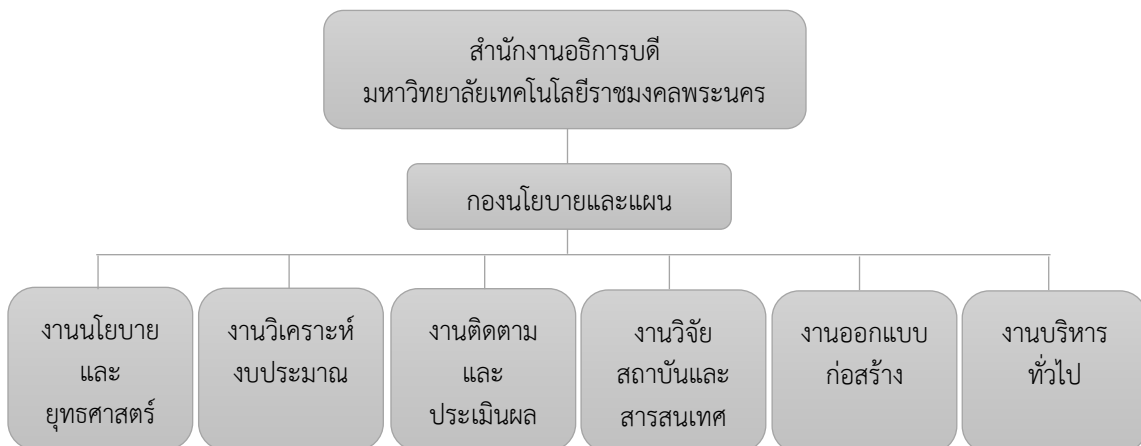 สำนักงานอธิการบดี
มหาวิทยาลัยเทคโนโลยีราชมงคลพระนคร
กองนโยบายและแผน
งานนโยบาย
และ
ยุทธศาสตร์
งานวิเคราะห์
งบประมาณ
งานติดตาม
และ
ประเมินผล
งานวิจัย
สถาบันและ
สารสนเทศ
งานออกแบบ
ก่อสร้าง
งานบริหาร
ทั่วไป